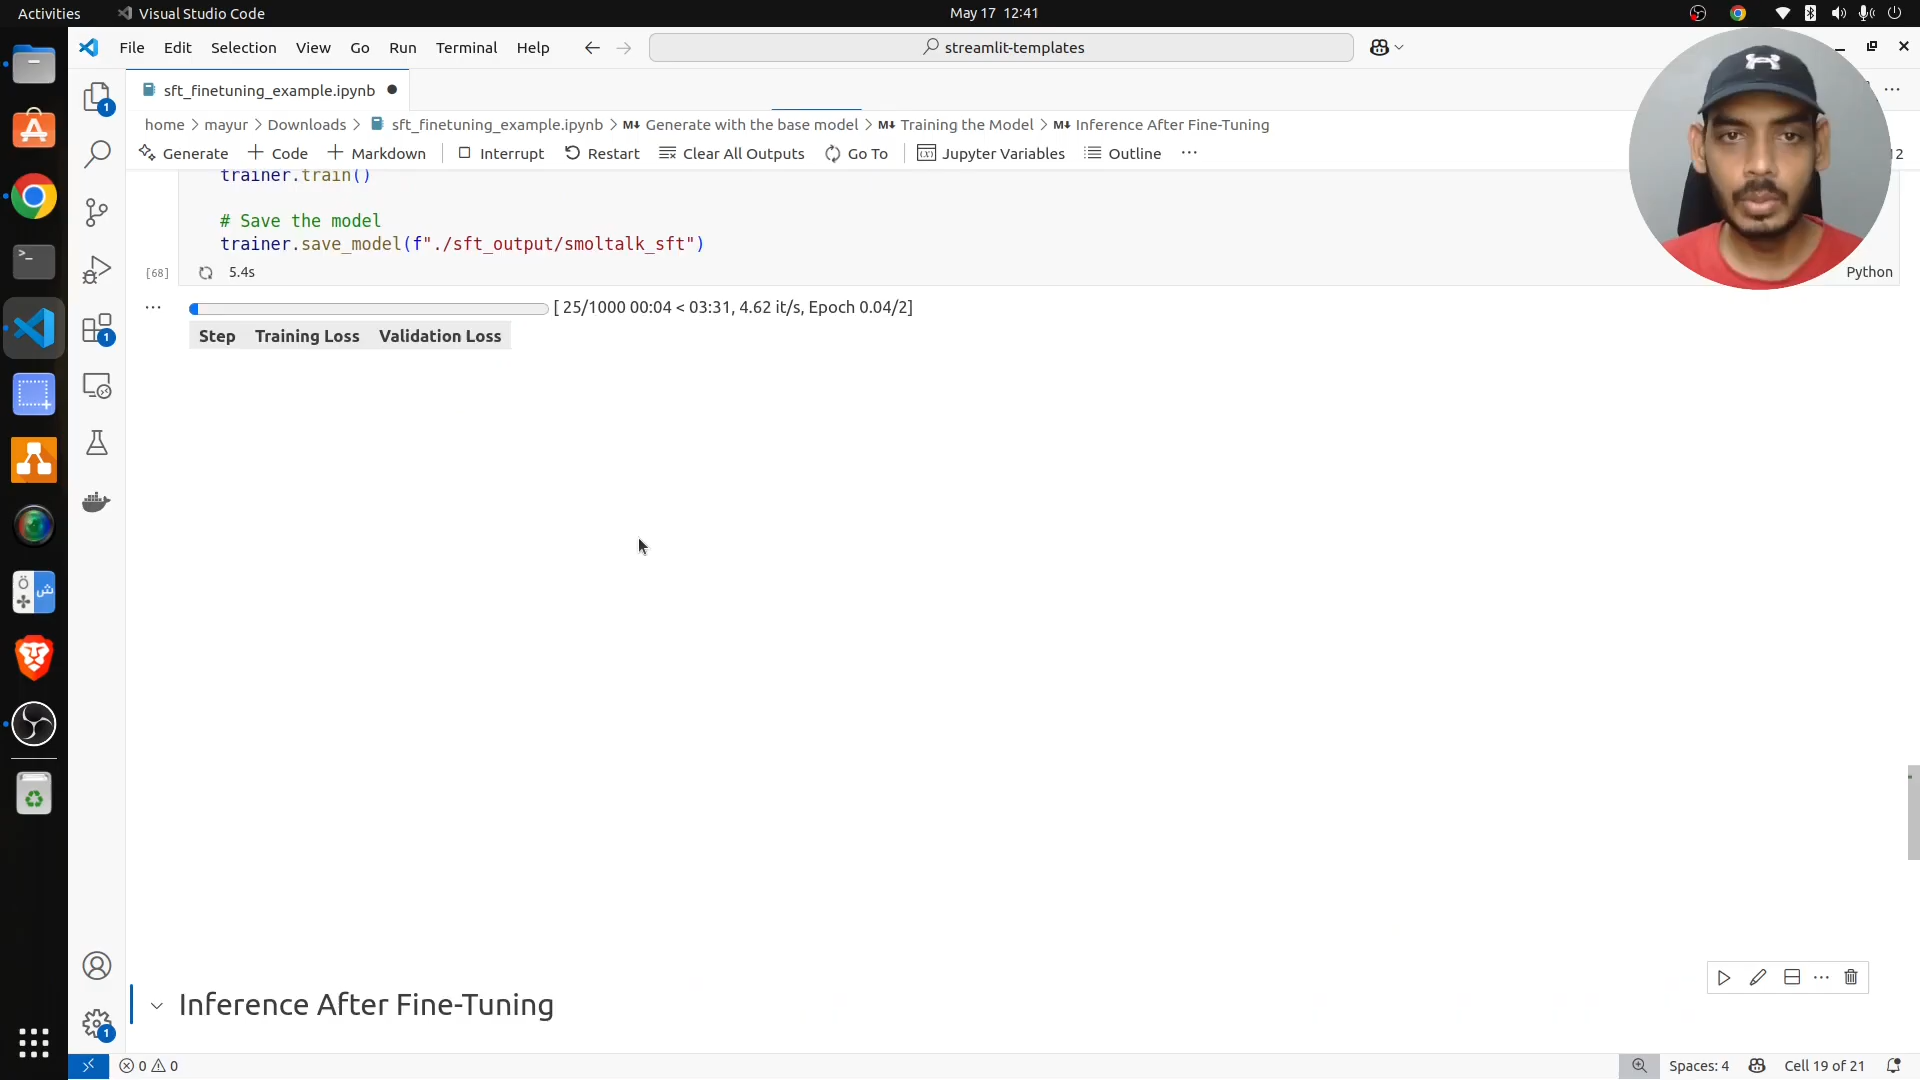 Activities Visual Studio Code May 17 12:41
File Edit Selection View Go Run Terminal Help streamlit-templates
sft_finetuning_example.ipynb
home > mayur > Downloads > sft_finetuning_example.ipynb > M↓ Generate with the base model > M↓ Training the Model > M↓ Inference After Fine-Tuning
Generate + Code + Markdown Interrupt Restart Clear All Outputs Go To Jupyter Variables Outline ...
trainer.train()
# Save the model
trainer.save_model(f"./sft_output/smoltalk_sft")
[68] 5.4s Python
[ 25/1000 00:04 < 03:31, 4.62 it/s, Epoch 0.04/2]
Step Training Loss Validation Loss
Inference After Fine-Tuning
0 0 Spaces: 4 Cell 19 of 21